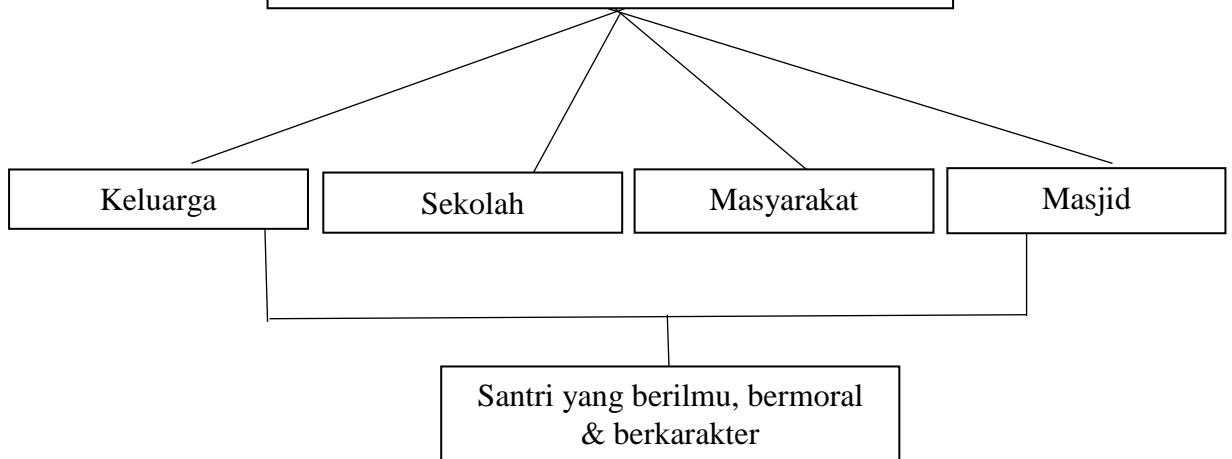 Keluarga
Sekolah
Masyarakat
Masjid
Santri yang berilmu, bermoral
& berkarakter